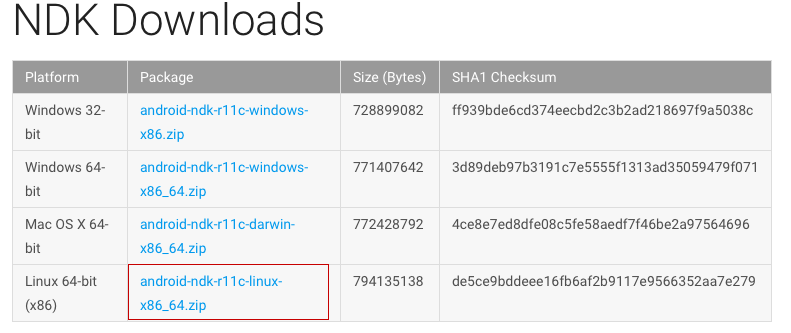 NDK Downloads
Platform Package Size (Bytes) SHA1 Checksum
Windows 32- android-ndk-r11c-windows- 728899082 ff939bde6cd374eecbd2c3b2ad218697f9a5038c
bit x86.zip
Windows 64- android-ndk-r11c-windows- 771407642 3d89deb97b3191c7e5555f1313ad35059479f071
bit x86_64.zip
Mac OS X 64- android-ndk-r11c-darwin- 772428792 4ce8e7ed8dfe08c5fe58aedf7f46be2a97564696
bit x86_64.zip
Linux 64-bit android-ndk-r11c-linux- 794135138 de5ce9bddeee16fb6af2b9117e9566352aa7e279
(x86) x86_64.zip